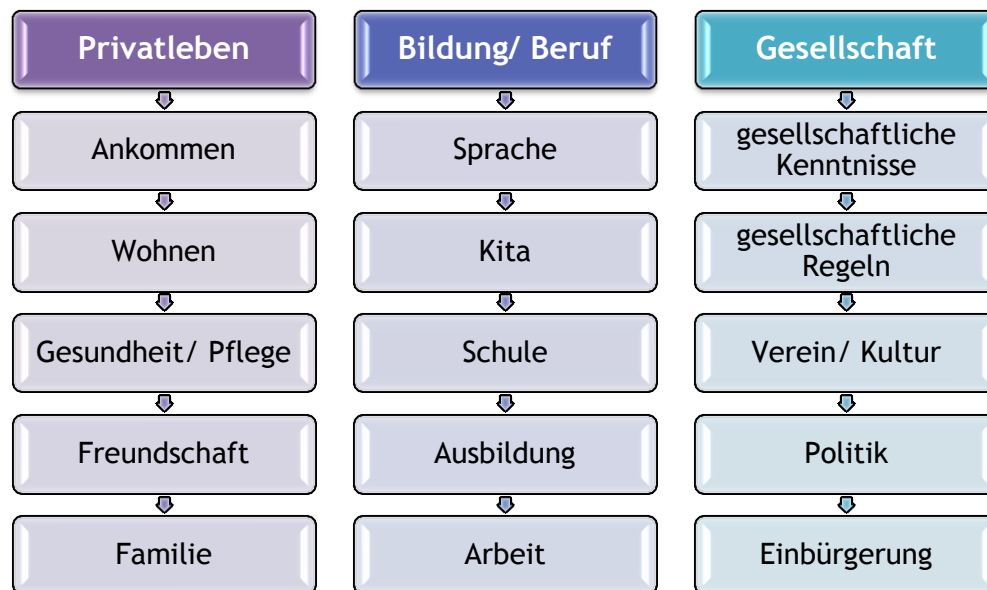 Privatleben
Ankommen
Wohnen
Gesundheit/ Pflege
Freundschaft
Familie
Bildung/ Beruf
Sprache
Kita
Schule
Ausbildung
Arbeit
Gesellschaft
gesellschaftliche
Kenntnisse
gesellschaftliche
Regeln
Verein/ Kultur
Politik
Einbürgerung